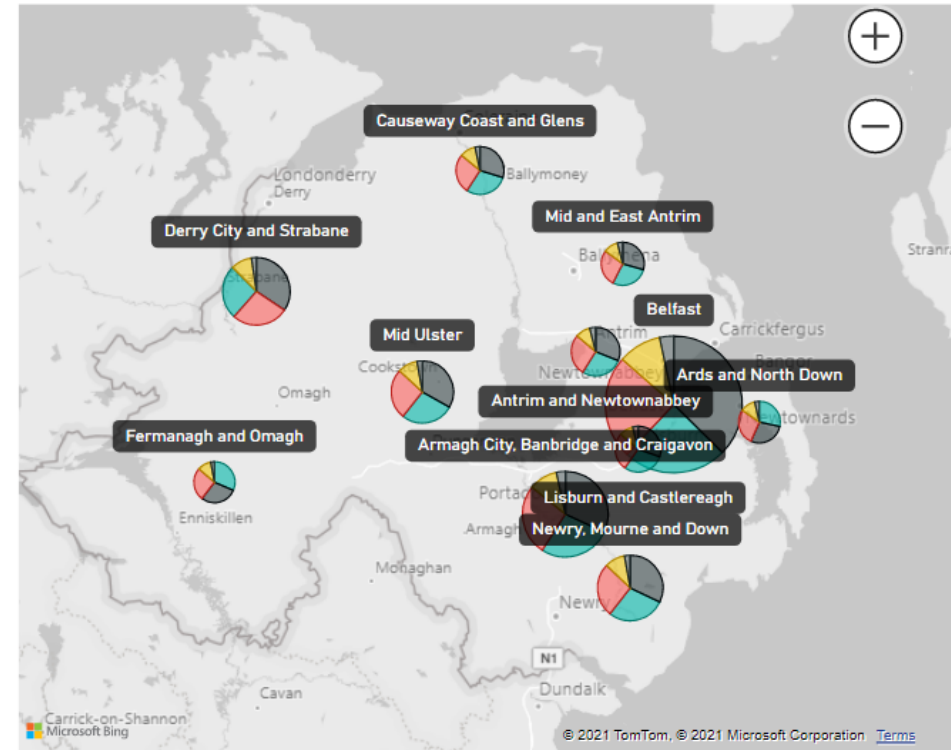 Causeway Coast and Glens
Londonderry
Derry
Ballymoney
Mid and East Antrim
Derry City and Strabane
Stranr
Strabane
Belfast
Antrim
Carrickfergus
Mid Ulster
Cookstown
Newtownabbey
Ards and North Down
Omagh
Antrim and Newtownabbey
Newtownards
Fermanagh and Omagh
Armagh City, Banbridge and Craigavon
Portad
Lisburn and Castlereagh
Enniskillen
Armagh
Newry, Mourne and Down
Monaghan
Newry
N1
Dundalk
Cavan
Carrick-on-Shannon
Microsoft Bing
© 2021 TomTom, © 2021 Microsoft Corporation Terms